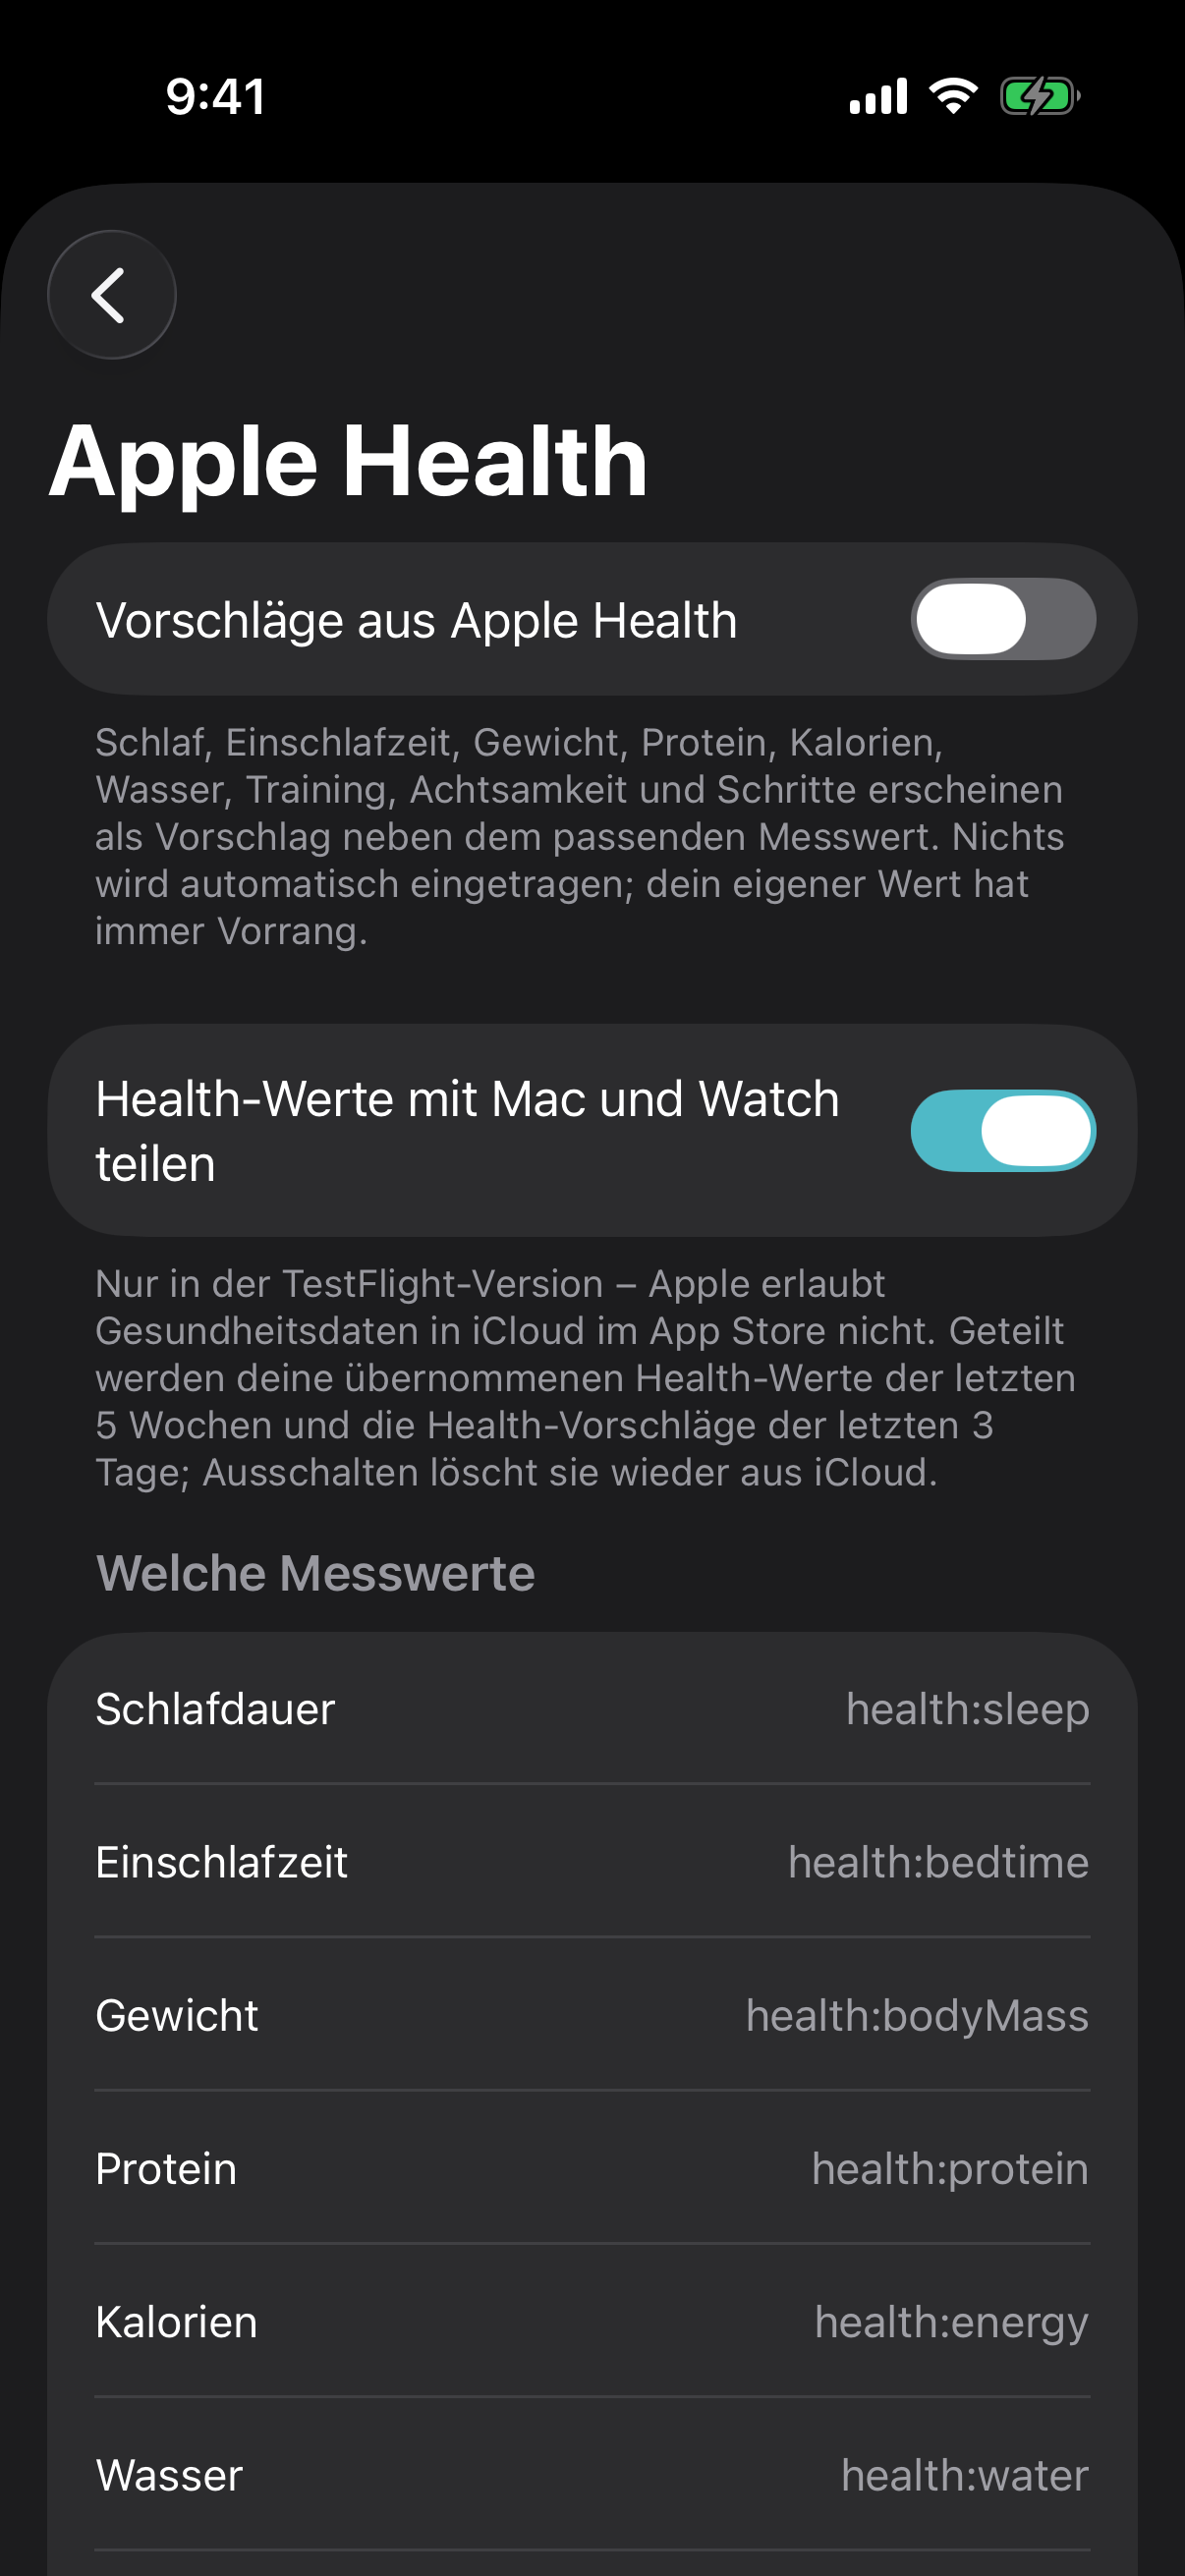 9:41
Apple Health
Vorschläge aus Apple Health
Schlaf, Einschlafzeit, Gewicht, Protein, Kalorien,
Wasser, Training, Achtsamkeit und Schritte erscheinen
als Vorschlag neben dem passenden Messwert. Nichts
wird automatisch eingetragen; dein eigener Wert hat
immer Vorrang.
Health-Werte mit Mac und Watch
teilen
Nur in der TestFlight-Version – Apple erlaubt
Gesundheitsdaten in iCloud im App Store nicht. Geteilt
werden deine übernommenen Health-Werte der letzten
5 Wochen und die Health-Vorschläge der letzten 3
Tage; Ausschalten löscht sie wieder aus iCloud.
Welche Messwerte
Schlafdauer health:sleep
Einschlafzeit health:bedtime
Gewicht health:bodyMass
Protein health:protein
Kalorien health:energy
Wasser health:water